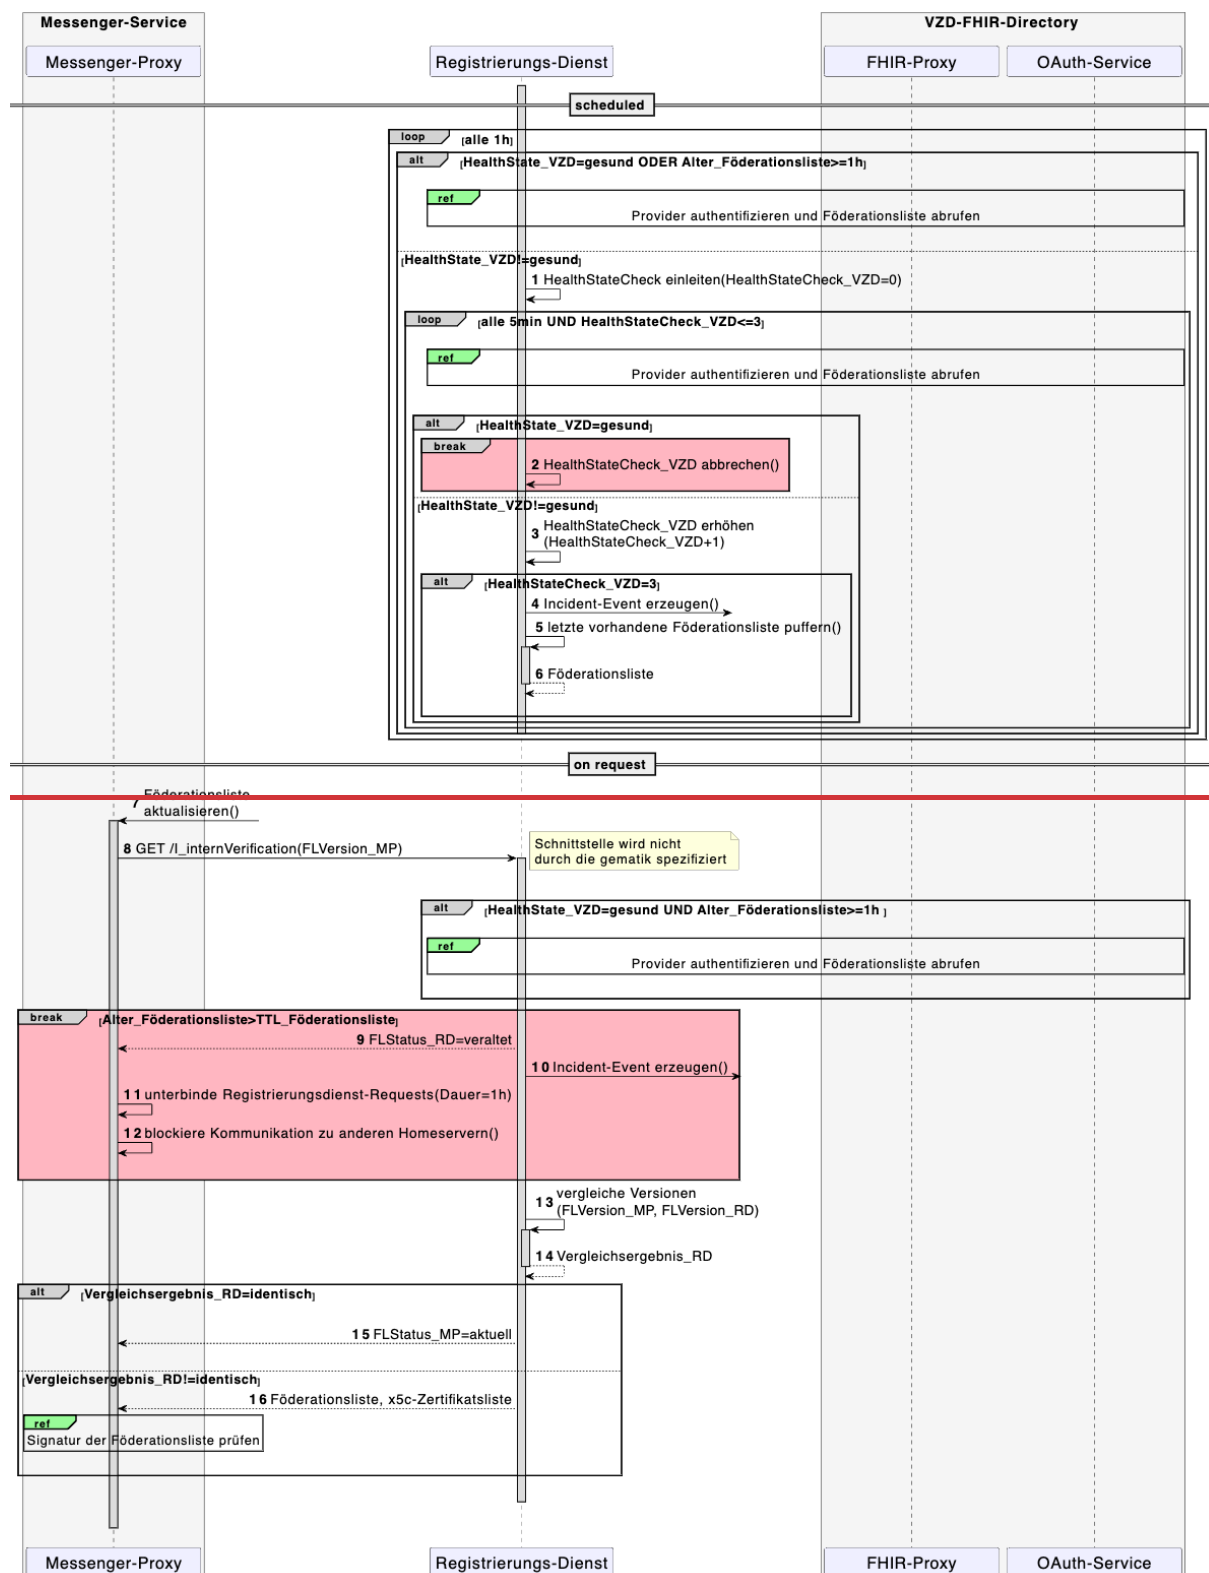 Messenger-Service
VZD-FHIR-Directory
Messenger-Proxy
Registrierungs-Dienst
FHIR-Proxy
OAuth-Service
scheduled
loop [alle 1h]
alt [HealthState_VZD=gesund ODER Alter_Föderationsliste>=1h]
ref
Provider authentifizieren und Föderationsliste abrufen
[HealthState_VZD!=gesund]
1 HealthStateCheck einleiten(HealthStateCheck_VZD=0)
loop [alle 5min UND HealthStateCheck_VZD<=3]
ref
Provider authentifizieren und Föderationsliste abrufen
alt [HealthState_VZD=gesund]
break
2 HealthStateCheck_VZD abbrechen()
[HealthState_VZD!=gesund]
3 HealthStateCheck_VZD erhöhen
(HealthStateCheck_VZD+1)
alt [HealthStateCheck_VZD=3]
4 Incident-Event erzeugen()
5 letzte vorhandene Föderationsliste puffern()
6 Föderationsliste
on request
7 Föderationsliste
aktualisieren()
8 GET /I_internVerification(FLVersion_MP)
Schnittstelle wird nicht
durch die gematik spezifiziert
alt [HealthState_VZD=gesund UND Alter_Föderationsliste>=1h ]
ref
Provider authentifizieren und Föderationsliste abrufen
break [Alter_Föderationsliste>TTL_Föderationsliste]
9 FLStatus_RD=veraltet
10 Incident-Event erzeugen()
11 unterbinde Registrierungsdienst-Requests(Dauer=1h)
12 blockiere Kommunikation zu anderen Homeservern()
13 vergleiche Versionen
(FLVersion_MP, FLVersion_RD)
14 Vergleichsergebnis_RD
alt [Vergleichsergebnis_RD=identisch]
15 FLStatus_MP=aktuell
[Vergleichsergebnis_RD!=identisch]
16 Föderationsliste, x5c-Zertifikatsliste
ref
Signatur der Föderationsliste prüfen
Messenger-Proxy
Registrierungs-Dienst
FHIR-Proxy
OAuth-Service